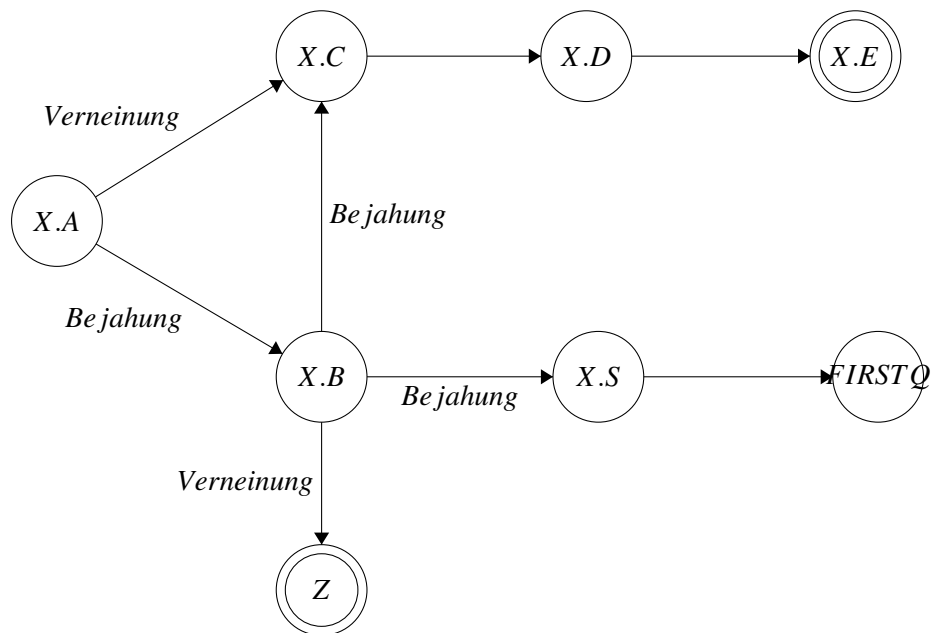 X.C
X.D
X.E
Verneinung
X.A
Bejahung
Bejahung
X.B
Bejahung
X.S
FIRSTQ
Verneinung
Z